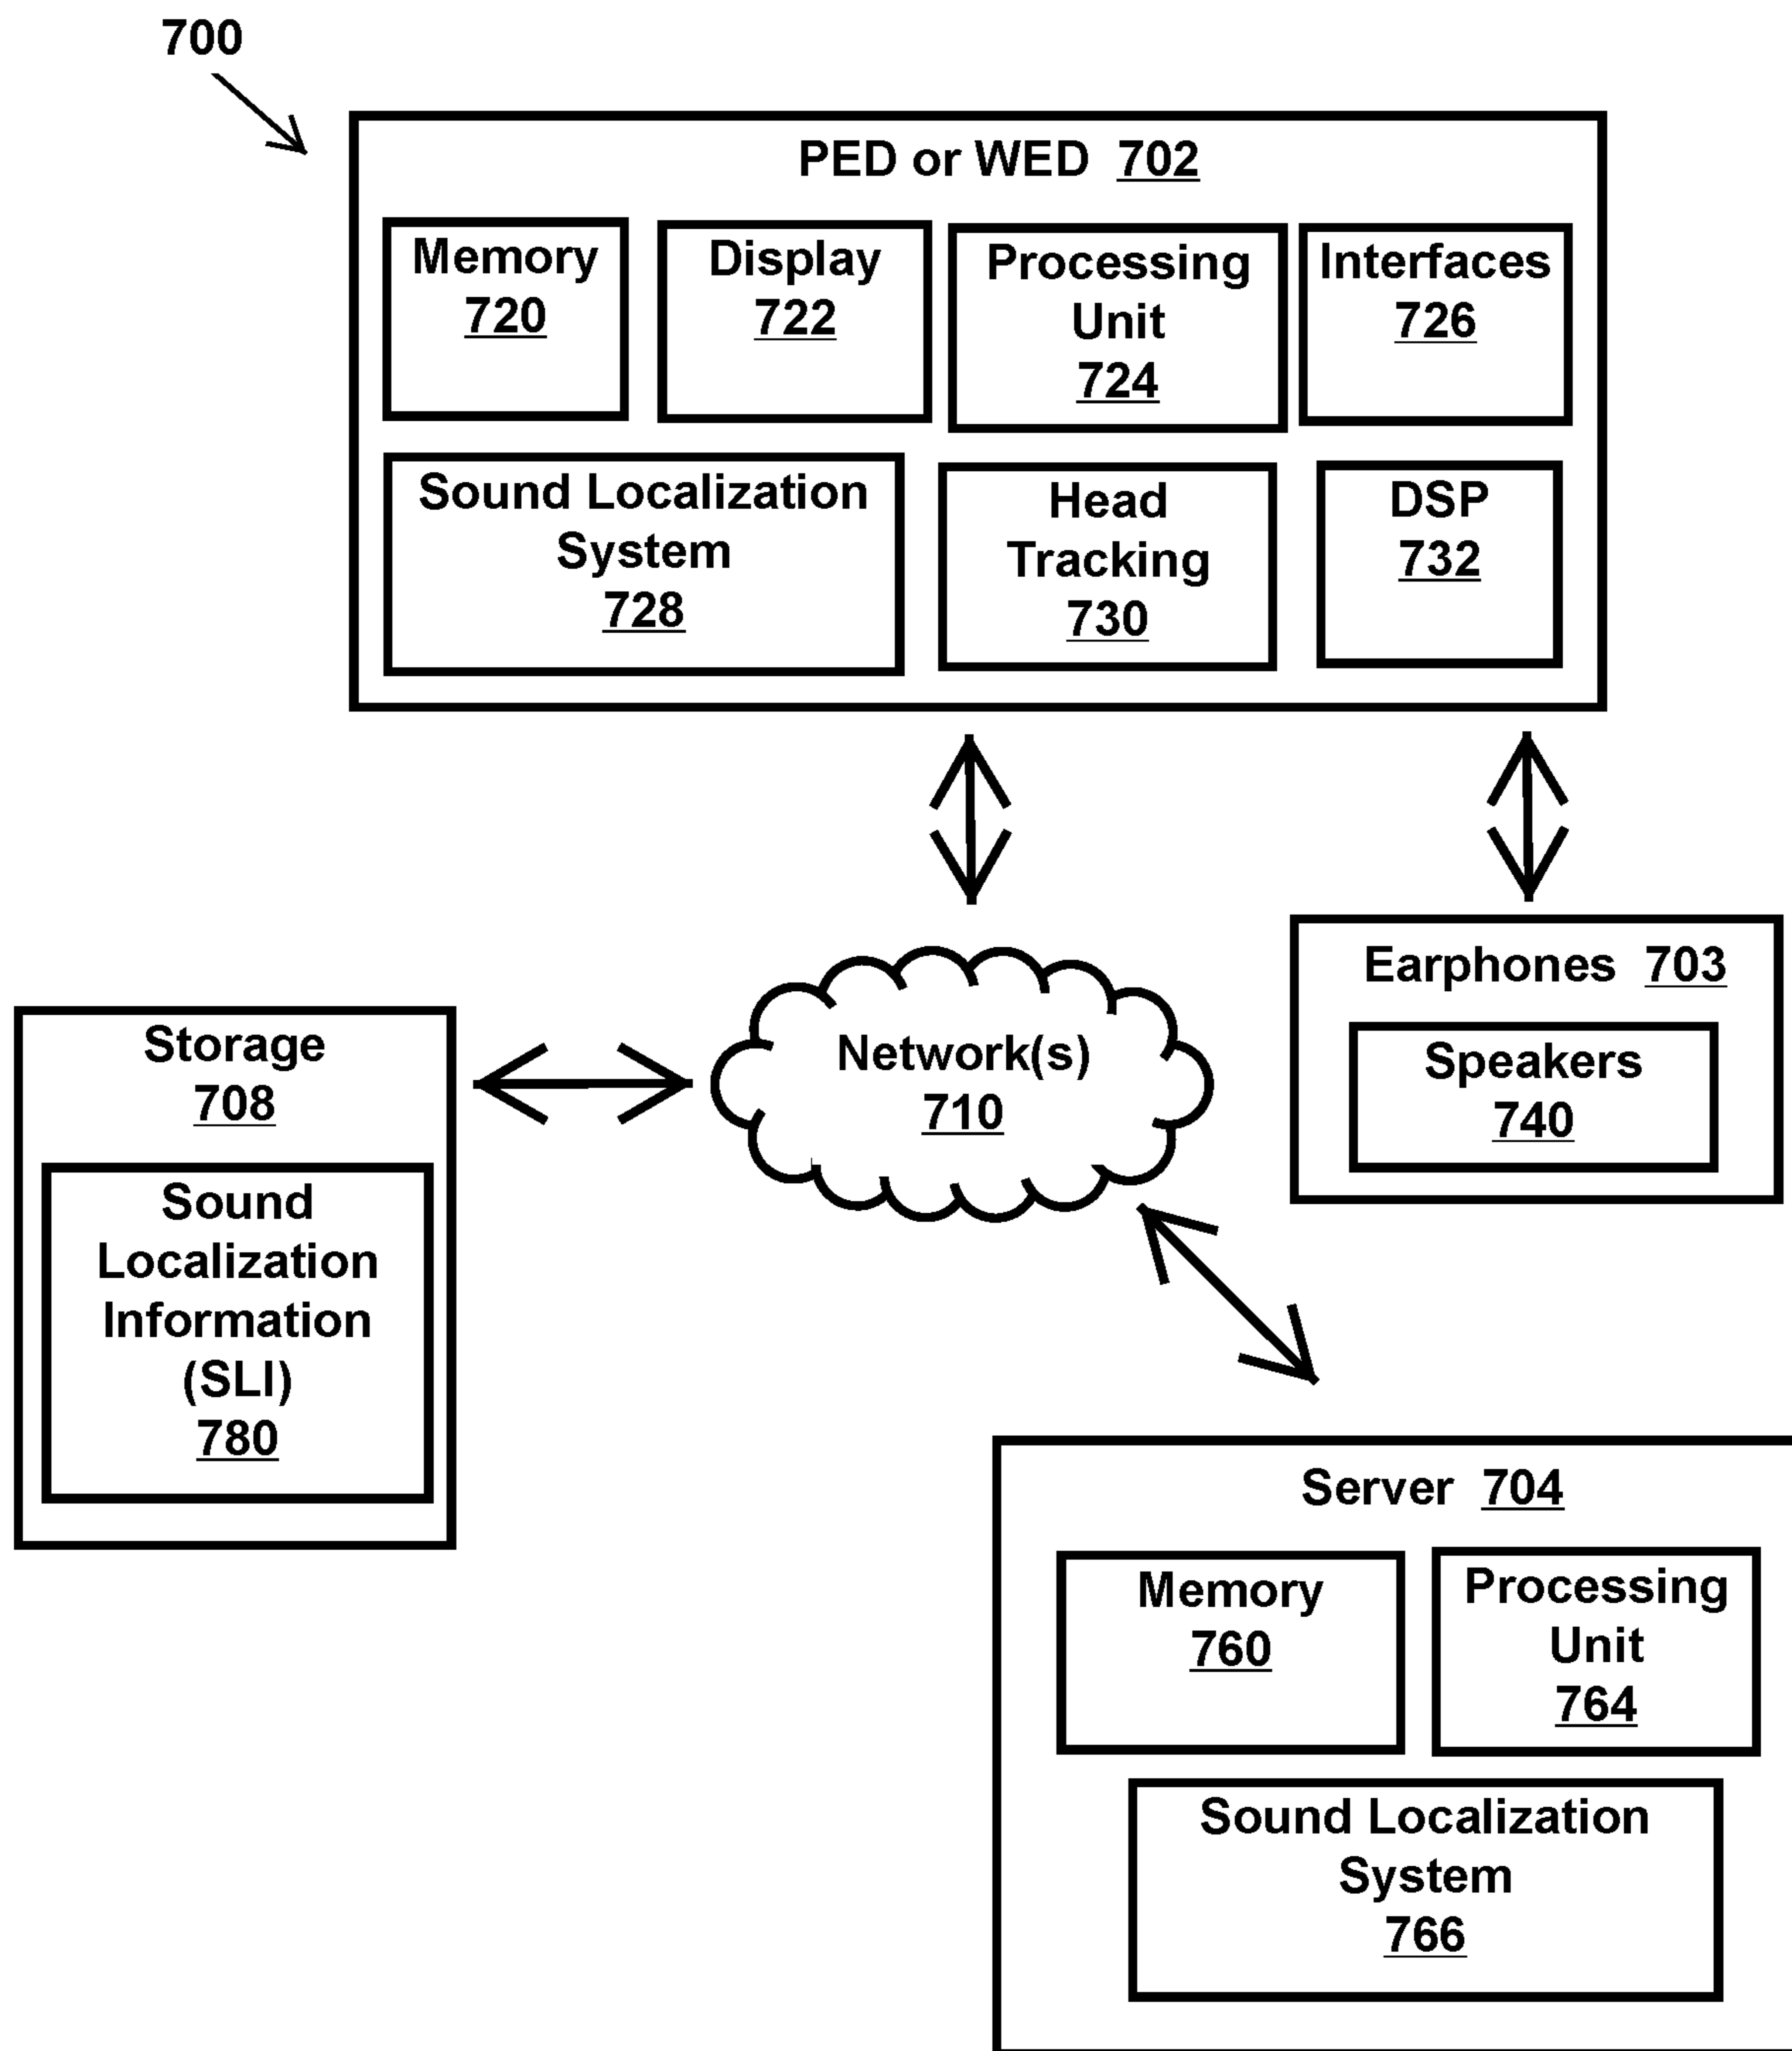 700
PED or WED 702
Memory
720
Display
722
Processing
Unit
724
Interfaces
726
Sound Localization
System
728
Head
Tracking
730
DSP
732
Earphones 703
Speakers
740
Network(s)
710
Storage
708
Sound
Localization
Information
(SLI)
780
Server 704
Memory
760
Processing
Unit
764
Sound Localization
System
766